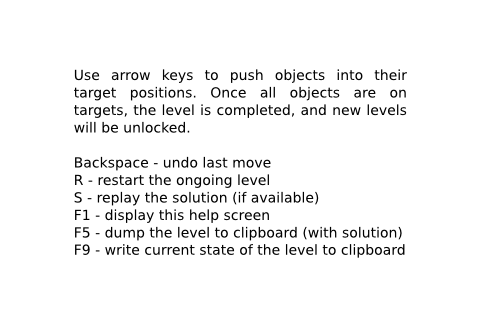 Use arrow keys to push objects into their
target positions. Once all objects are on
targets, the level is completed, and new levels
will be unlocked.
Backspace - undo last move
R - restart the ongoing level
S - replay the solution (if available)
F1 - display this help screen
F5 - dump the level to clipboard (with solution)
F9 - write current state of the level to clipboard